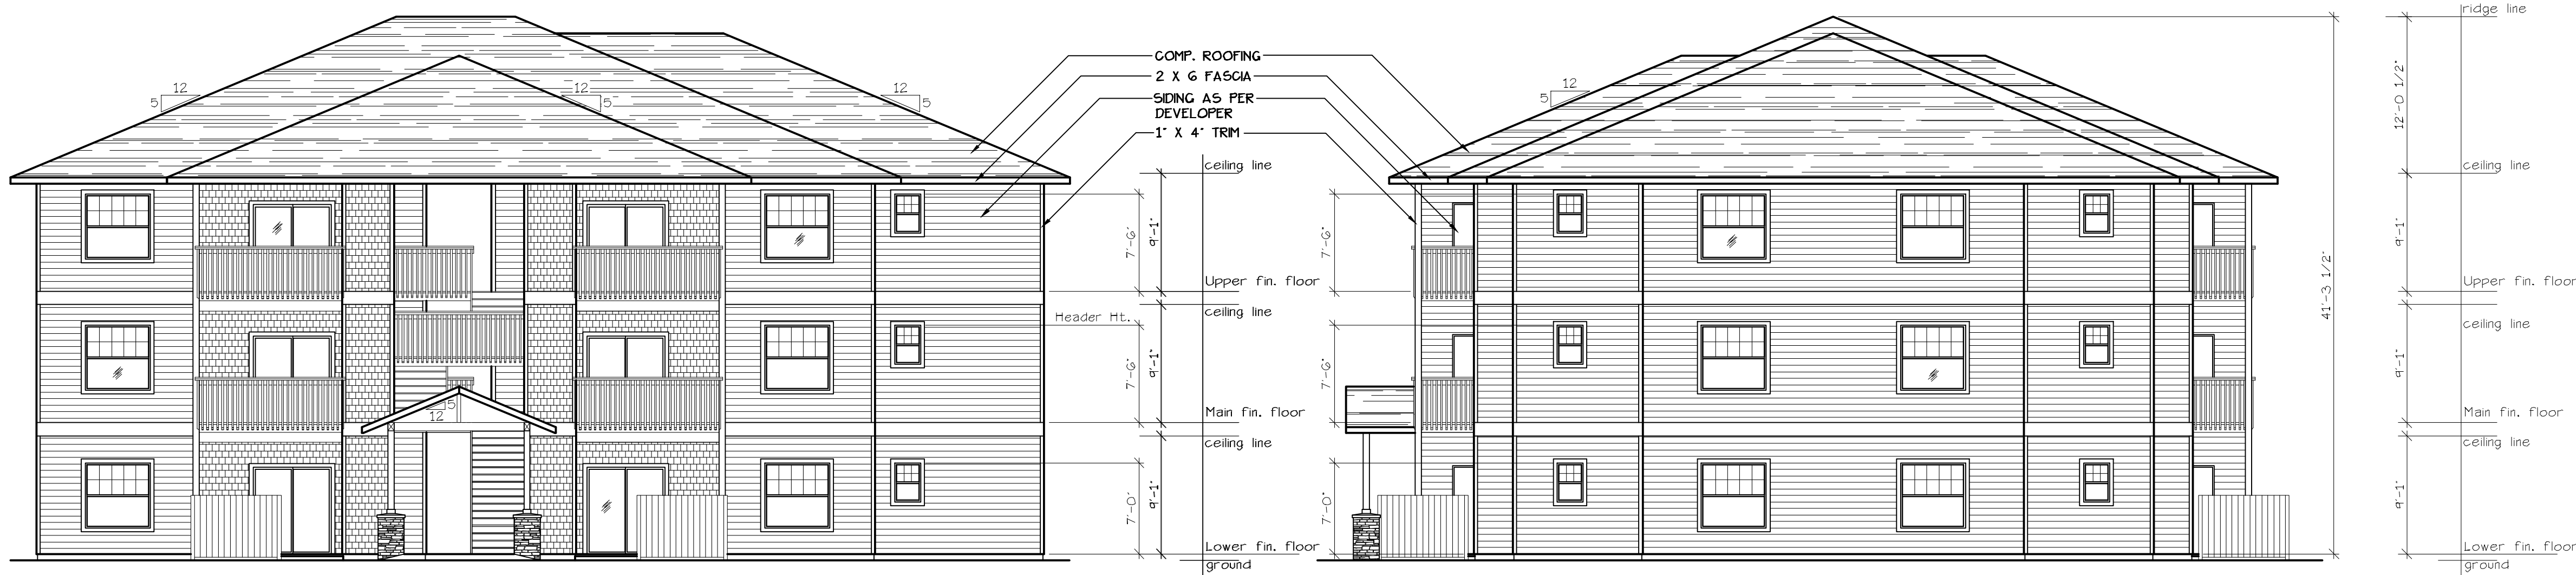 12
5
12
5
12
5
12
5
COMP. ROOFING
2 X 6 FASCIA
SIDING AS PER
DEVELOPER
1" X 4" TRIM
12
5
ceiling line
7'-6"
9'-1"
Upper fin. floor
ceiling line
Header Ht.
7'-6"
9'-1"
Main fin. floor
ceiling line
7'-0"
9'-1"
Lower fin. floor
ground
7'-6"
7'-6"
7'-0"
41'-3 1/2"
ridge line
12'-0 1/2"
ceiling line
9'-1"
Upper fin. floor
ceiling line
9'-1"
Main fin. floor
ceiling line
9'-1"
Lower fin. floor
ground